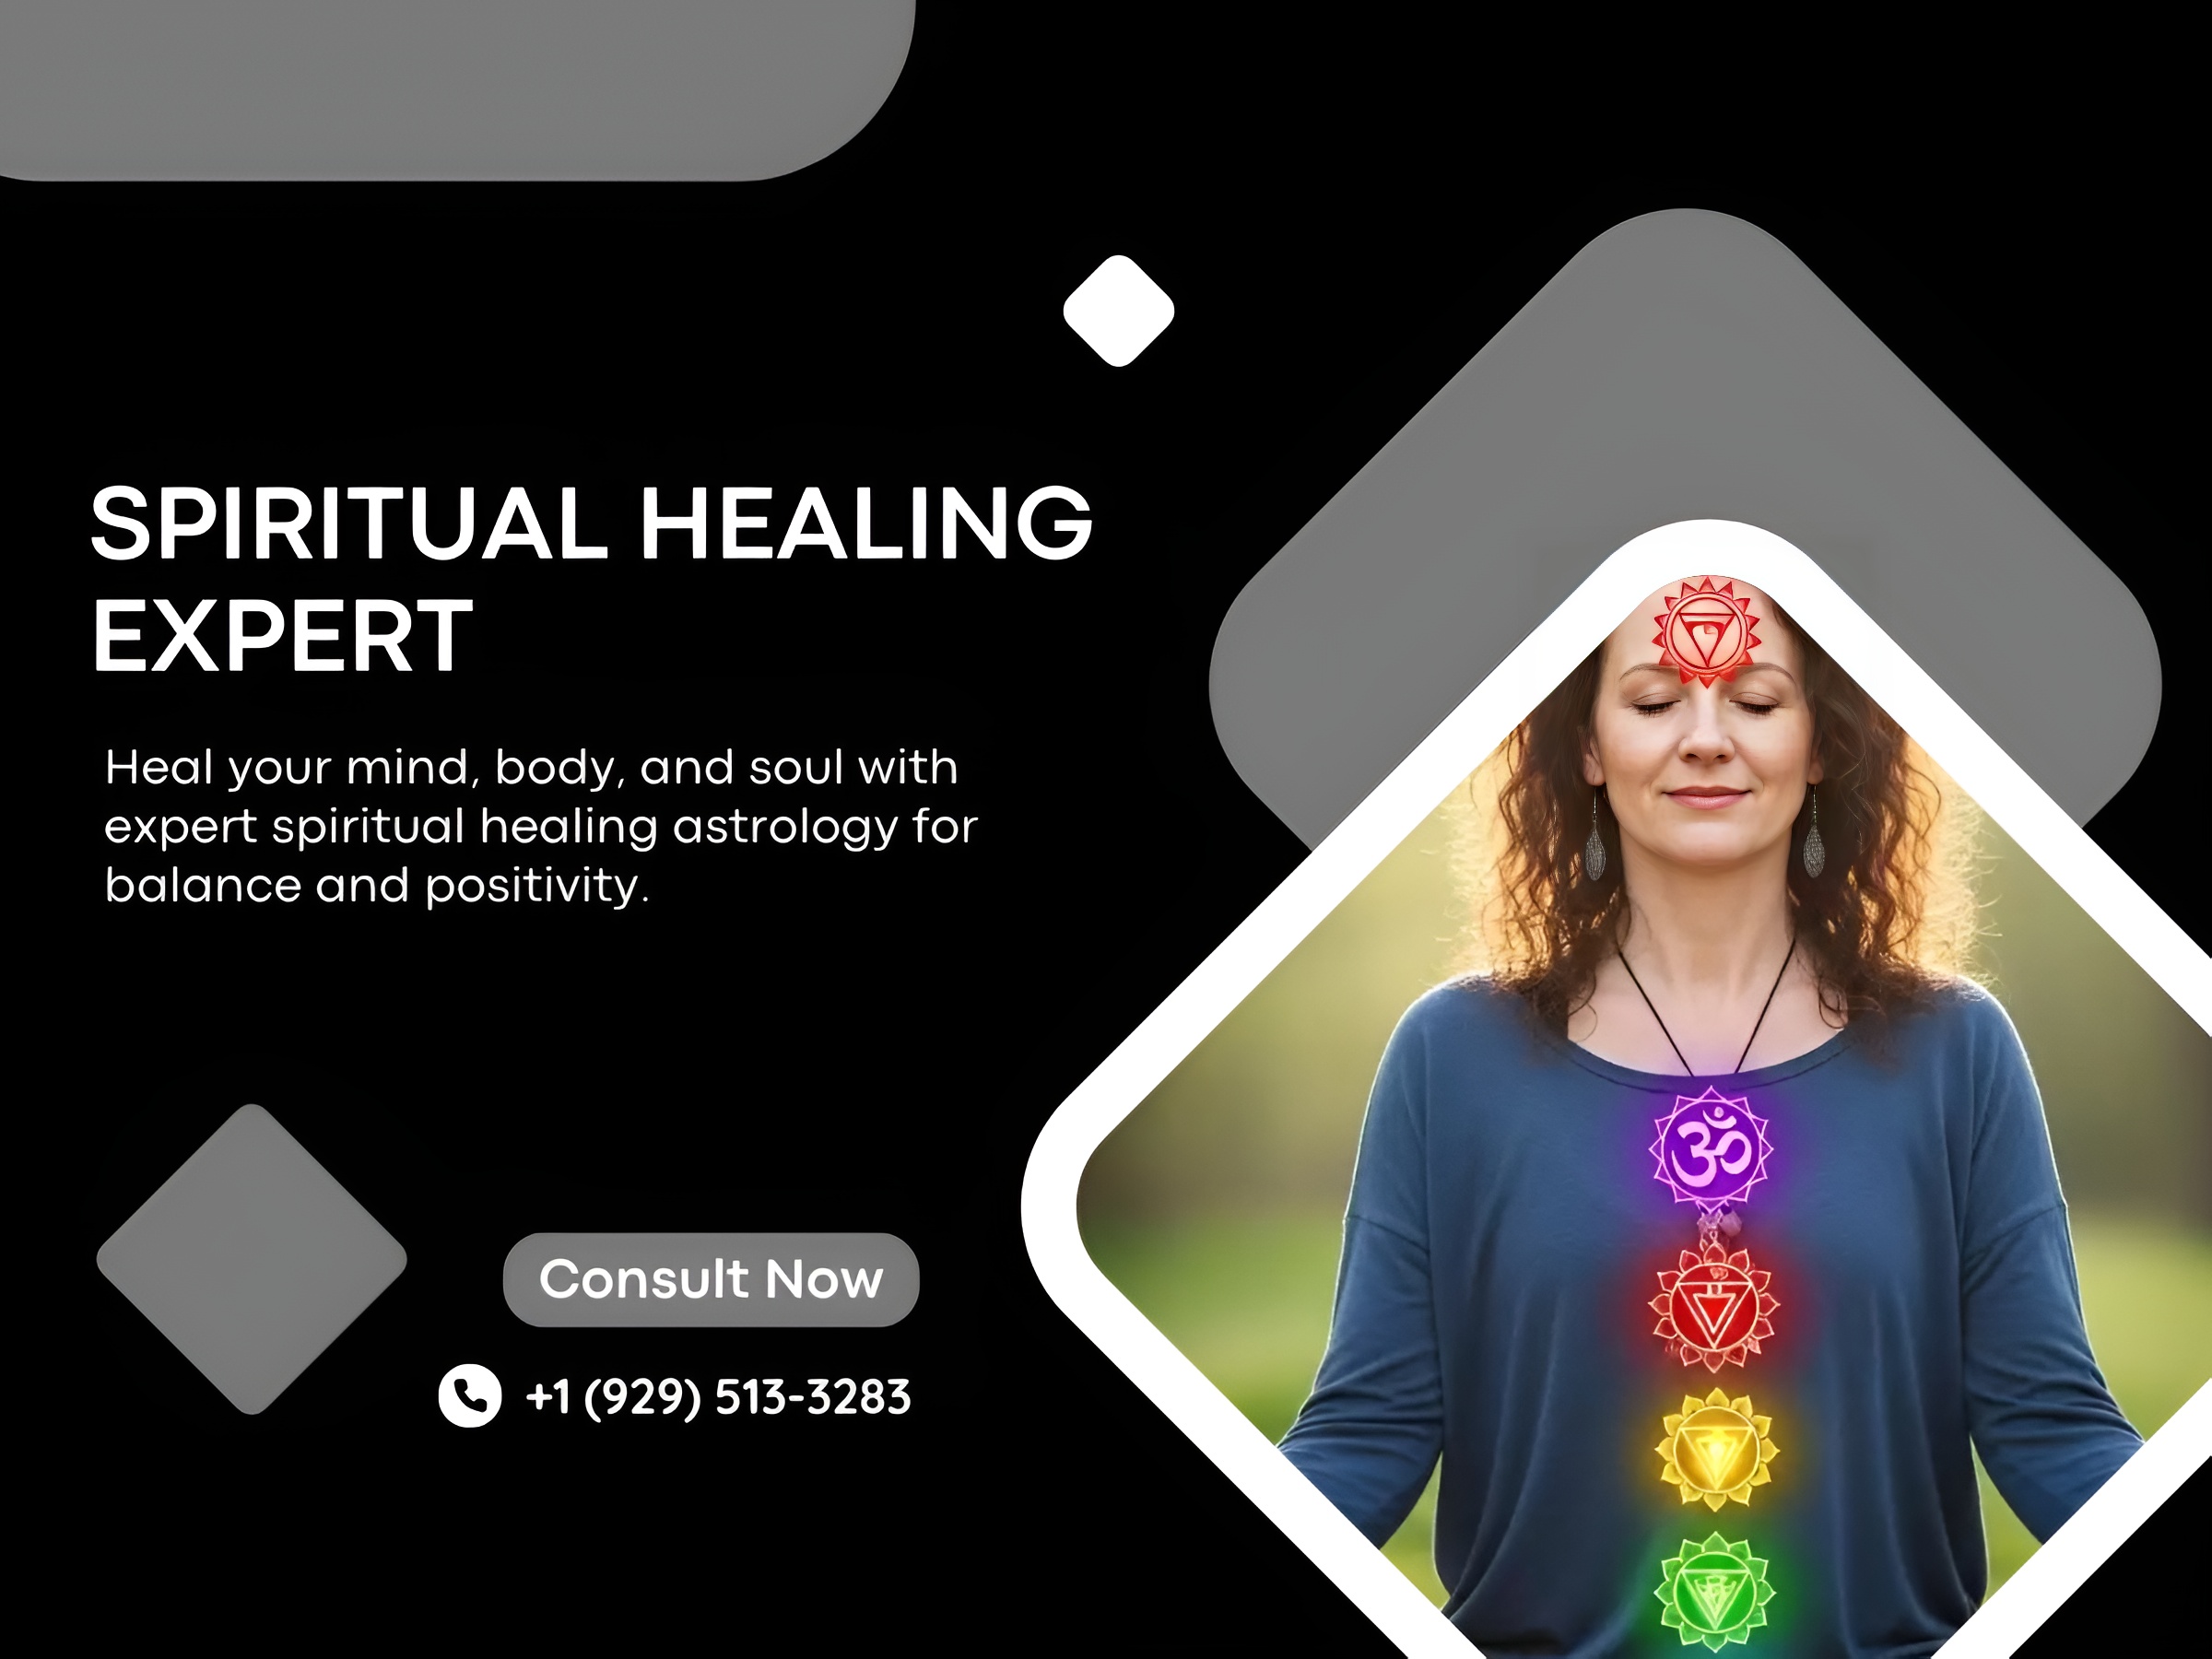 SPIRITUAL HEALING
EXPERT
Heal your mind, body, and soul with
expert spiritual healing astrology for
balance and positivity.
Consult Now
+1 (929) 513-3283
ॐ